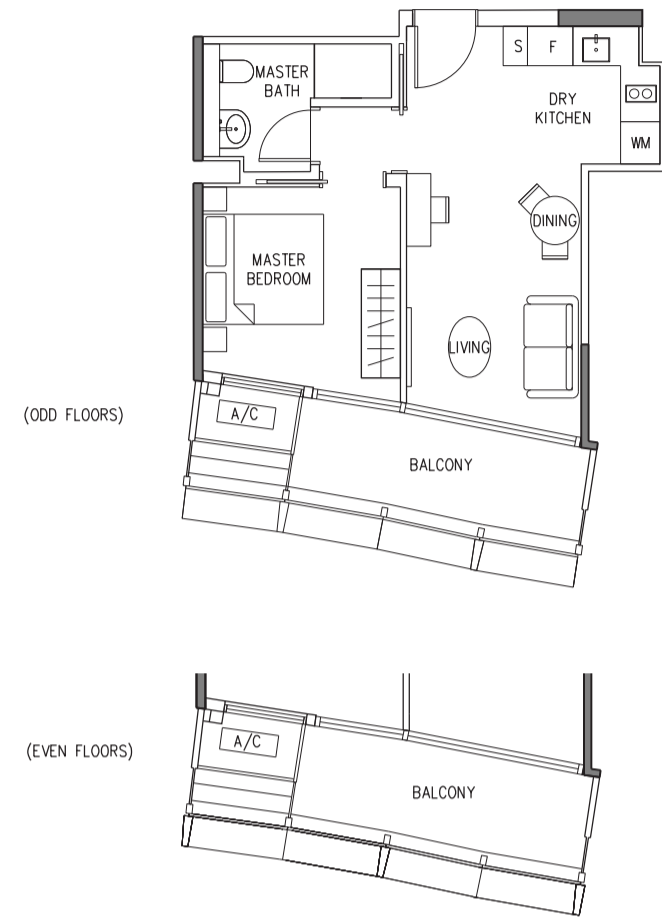 S F
MASTER
BATH
DRY
KITCHEN
WM
DINING
MASTER
BEDROOM
LIVING
(ODD FLOORS)
A/C
BALCONY
(EVEN FLOORS)
A/C
BALCONY